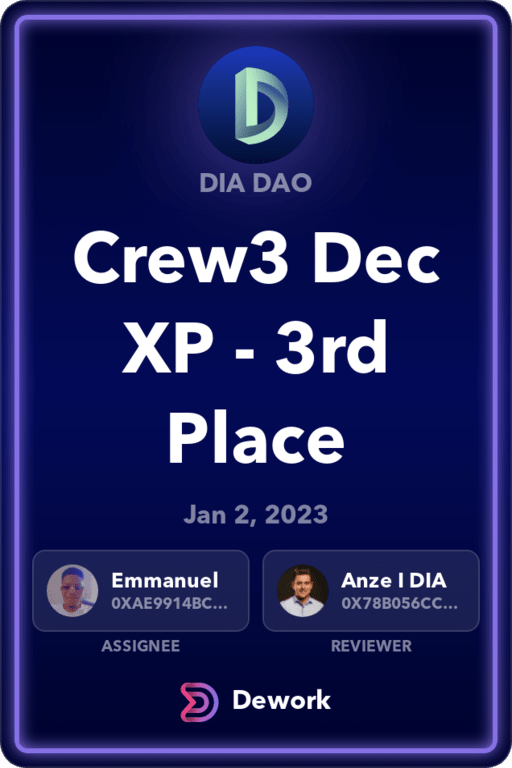 DIA DAO
Crew3 Dec
XP - 3rd
Place
Jan 2, 2023
Emmanuel
0XAE9914BC...
Anze I DIA
0X78B056CC...
ASSIGNEE
REVIEWER
Dework